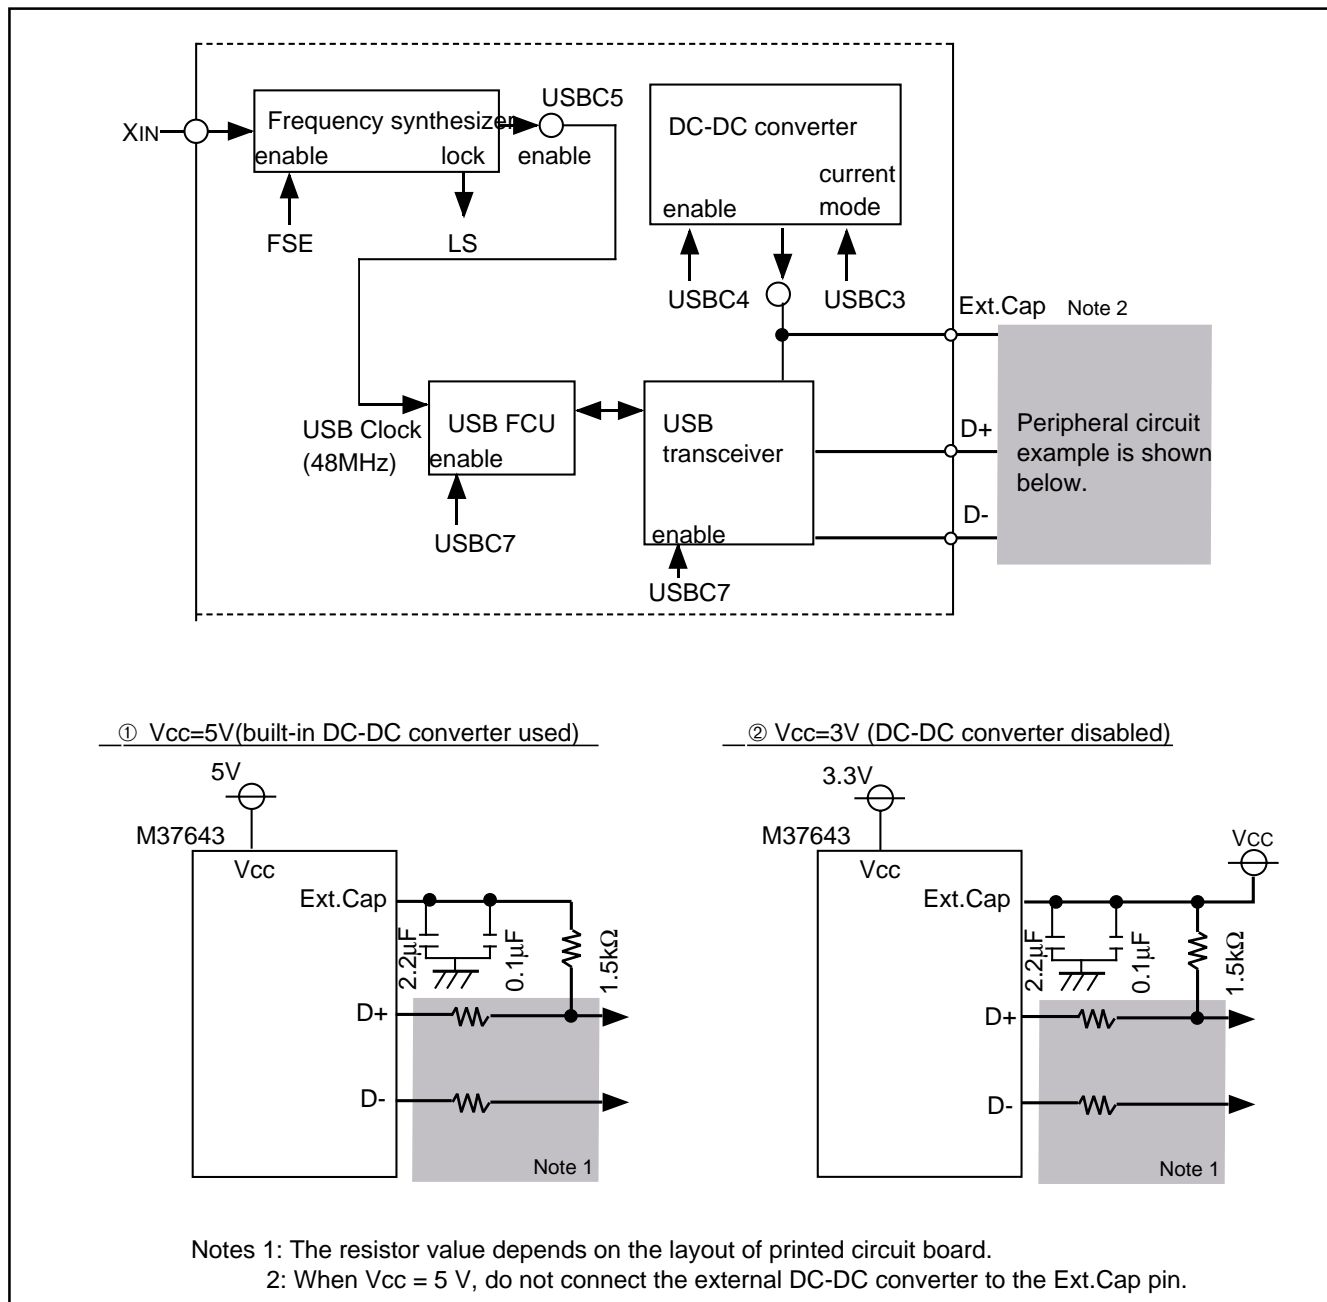 USBC5
XIN
Frequency synthesizer
enable
lock
enable
FSE
LS
DC-DC converter
current
mode
enable
USBC4
USBC3
Ext.Cap
Note 2
USB Clock
(48MHz)
USB FCU
enable
USBC7
USB
transceiver
enable
USBC7
D+
D-
Peripheral circuit
example is shown
below.
① Vcc=5V(built-in DC-DC converter used)
5V
M37643
Vcc
Ext.Cap
2.2µF
0.1µF
1.5kΩ
D+
D-
Note 1
② Vcc=3V (DC-DC converter disabled)
3.3V
M37643
Vcc
VCC
Ext.Cap
2.2µF
0.1µF
1.5kΩ
D+
D-
Note 1
Notes 1: The resistor value depends on the layout of printed circuit board.
2: When Vcc = 5 V, do not connect the external DC-DC converter to the Ext.Cap pin.